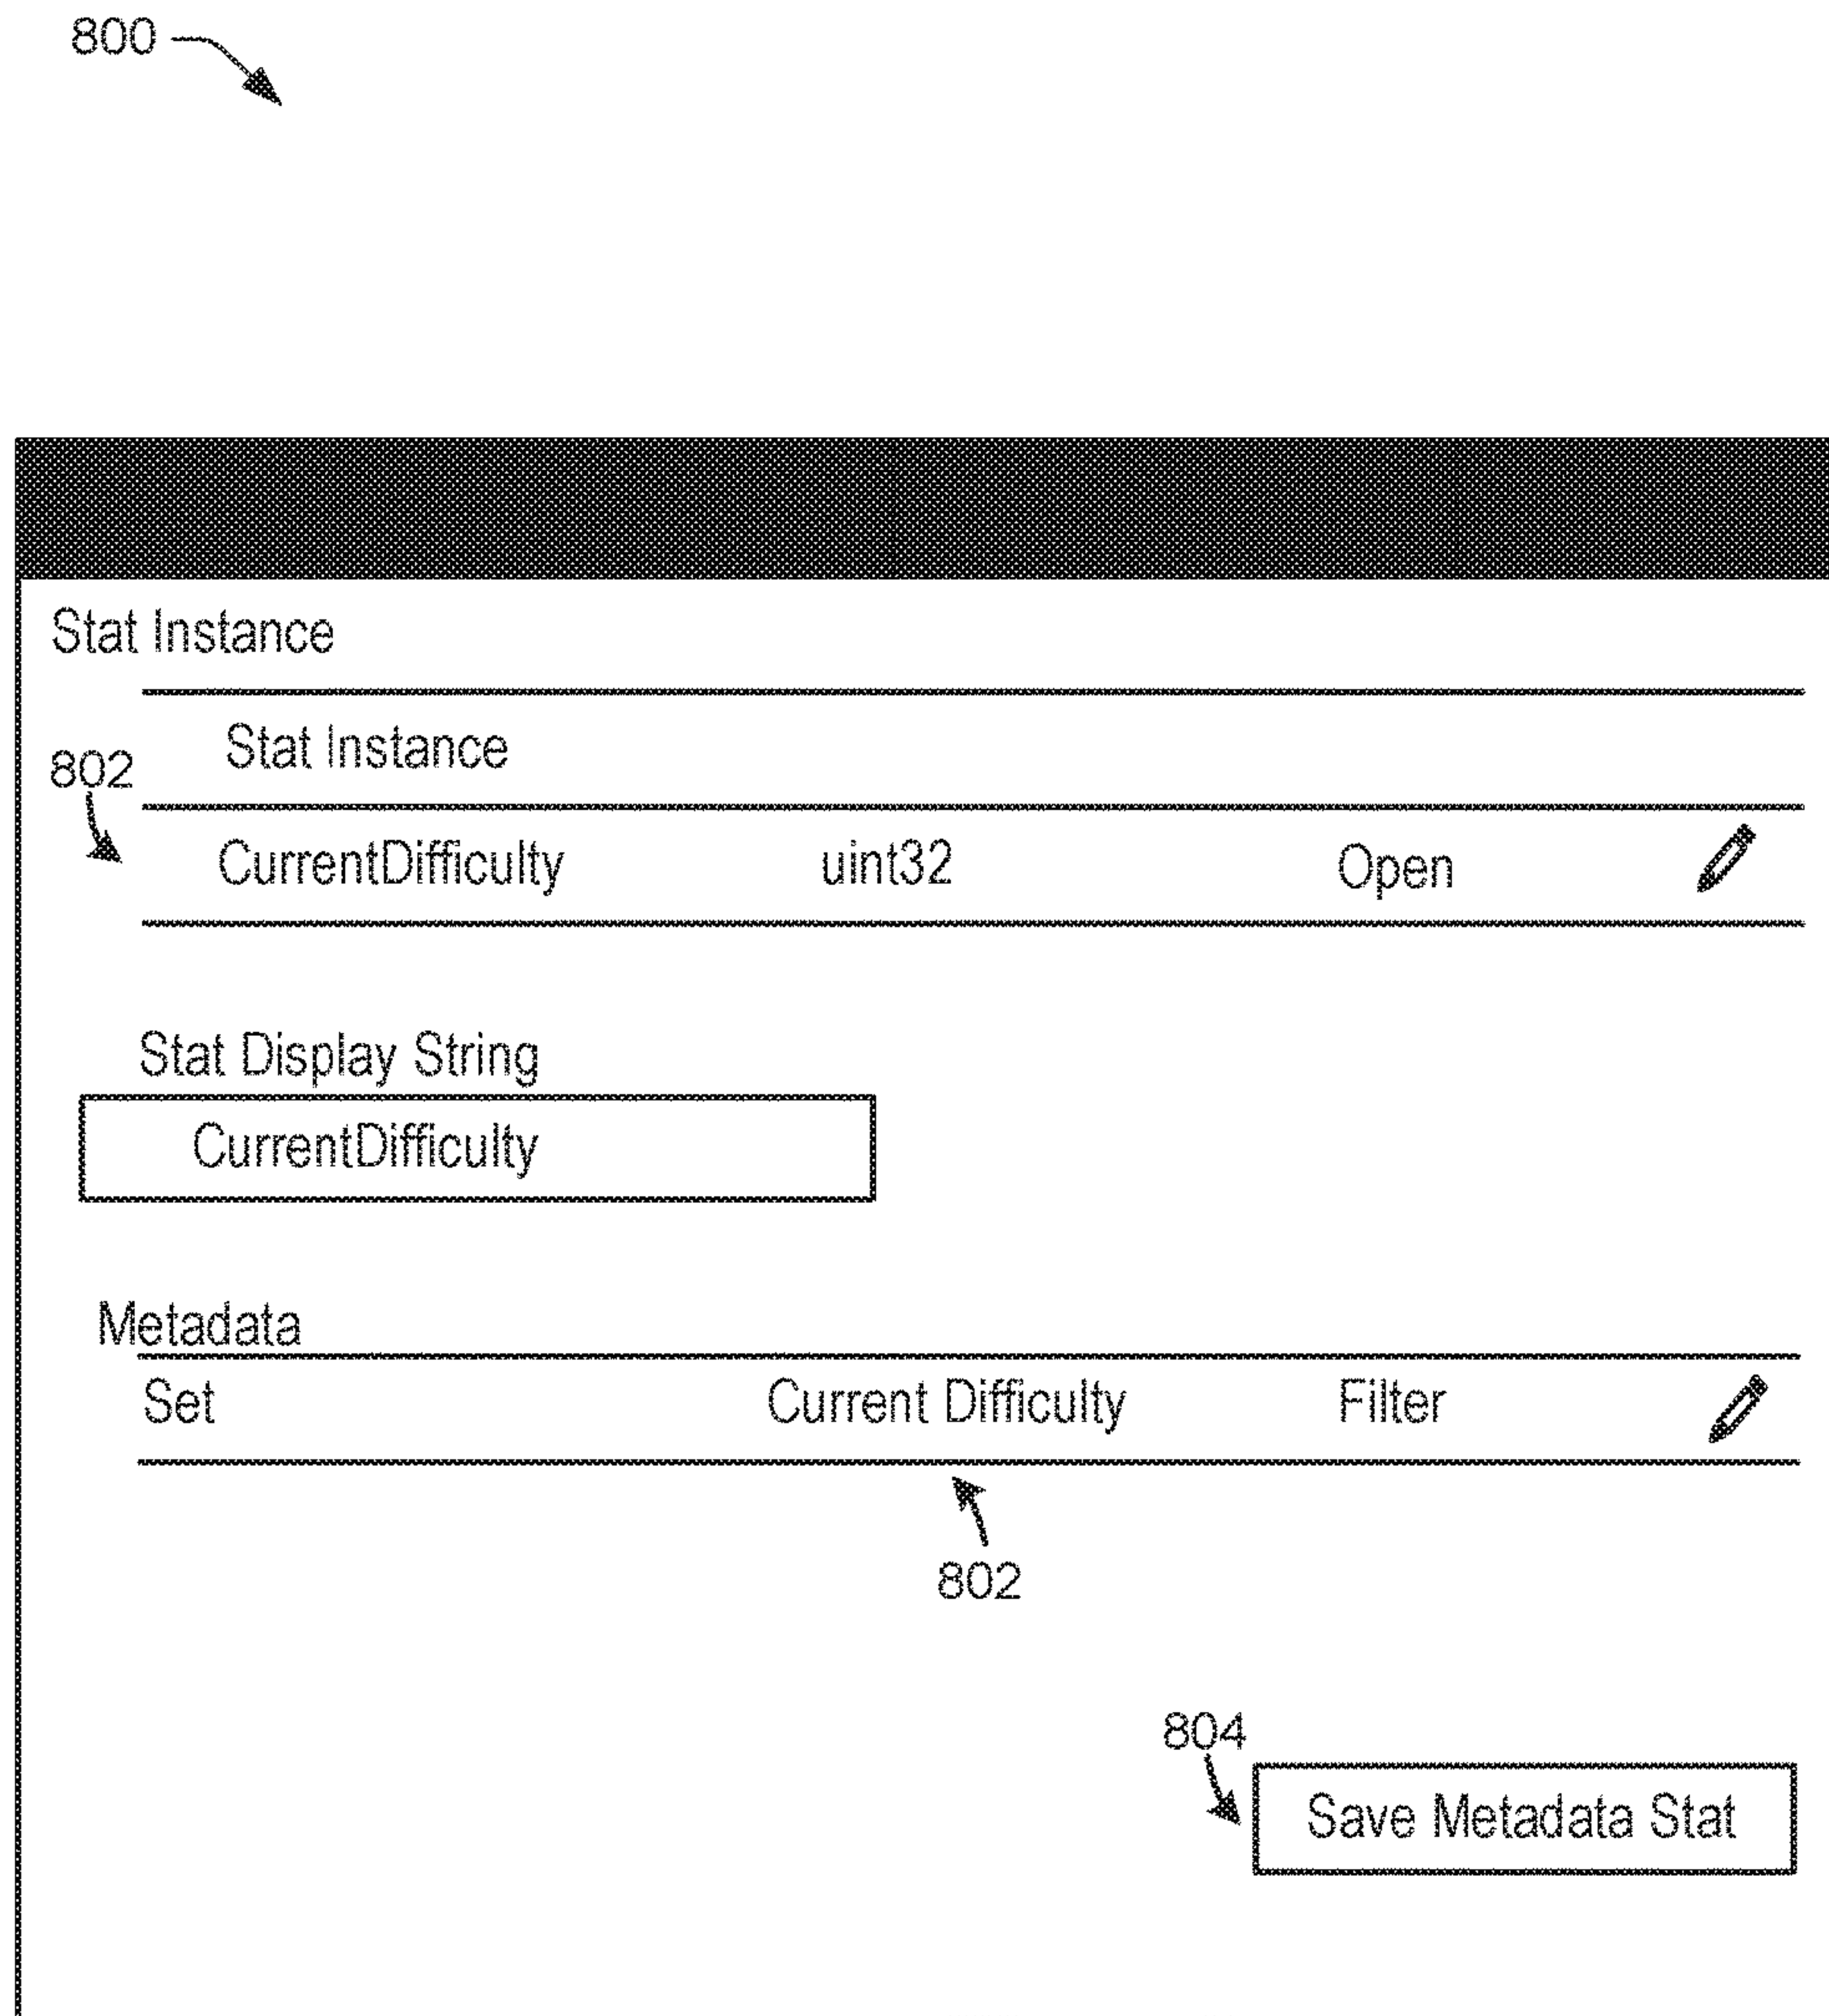 800
Stat Instance
Stat Instance
802
CurrentDifficulty uint32 Open
Stat Display String
CurrentDifficulty
Metadata
Set Current Difficulty Filter
802
804
Save Metadata Stat